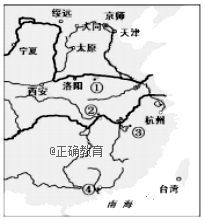 绥远
京师
大同
天津
宁夏
太原
西安
洛阳
①
②
杭州
③
@正确教育
④
台湾
南海